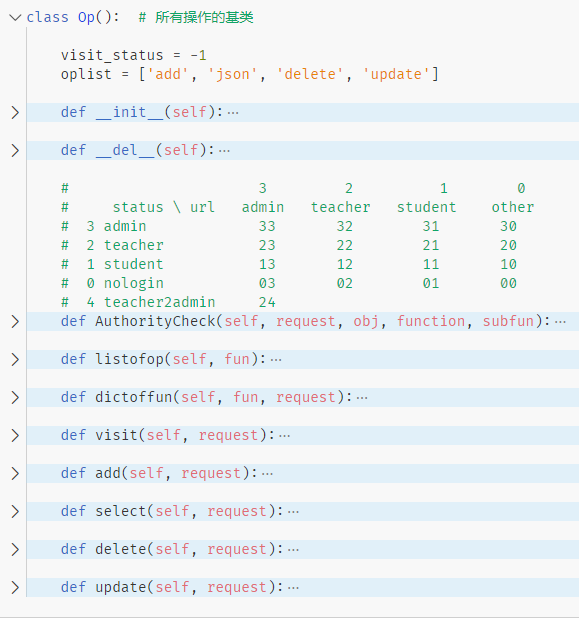 class Op():  # 所有操作的基类
visit_status = -1
oplist = ['add', 'json', 'delete', 'update']
def __init__(self):···
def __del__(self):···
#                      3         2          1        0
#     status \ url   admin   teacher   student    other
#  3 admin             33       32        31       30
#  2 teacher           23       22        21       20
#  1 student           13       12        11       10
#  0 nologin           03       02        01       00
#  4 teacher2admin     24
def AuthorityCheck(self, request, obj, function, subfun):···
def listofop(self, fun):···
def dictoffun(self, fun, request):···
def visit(self, request):···
def add(self, request):···
def select(self, request):···
def delete(self, request):···
def update(self, request):···